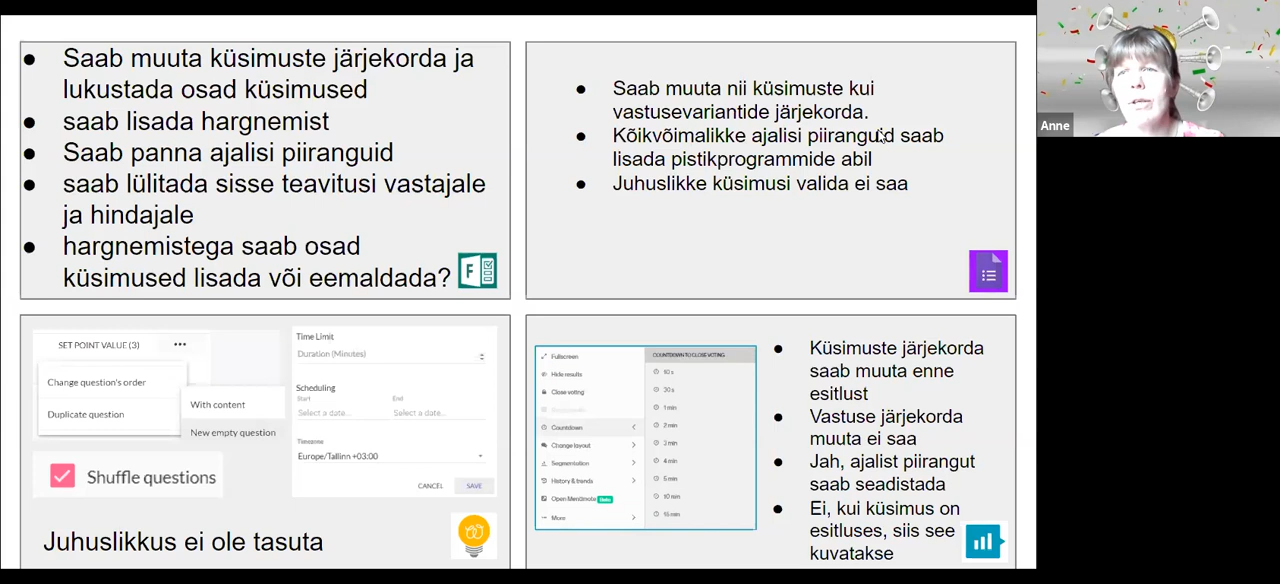 Saab muuta küsimuste järjekorda ja
lukustada osad küsimused
saab lisada hargnemist
Saab panna ajalisi piiranguid
saab lülitada sisse teavitusi vastajale
ja hindajale
hargnemistega saab osad
küsimused lisada või eemaldada?
F
Saab muuta nii küsimuste kui
vastusevariantide järjekorda.
Kõikvõimalikke ajalisi piiranguid saab
lisada pistikprogrammide abil
Juhuslikke küsimusi valida ei saa
Anne
SET POINT VALUE (3)
Change question's order
Duplicate question
With content
New empty question
Shuffle questions
Time Limit
Duration (Minutes)
Scheduling
Start
End
Select a date...
Select a date...
Timezone
Europe/Tallinn +03:00
CANCEL
SAVE
Juhuslikkus ei ole tasuta
Fullscreen
Hide results
Close voting
Countdown
Change layout
Segmentation
History & trends
Open Mentimote Beta
More
COUNTDOWN TO CLOSE VOTING
10 s
30 s
1 min
2 min
3 min
4 min
5 min
10 min
15 min
Küsimuste järjekorda
saab muuta enne
esitlust
Vastuse järjekorda
muuta ei saa
Jah, ajalist piirangut
saab seadistada
Ei, kui küsimus on
esitluses, siis see
kuvatakse